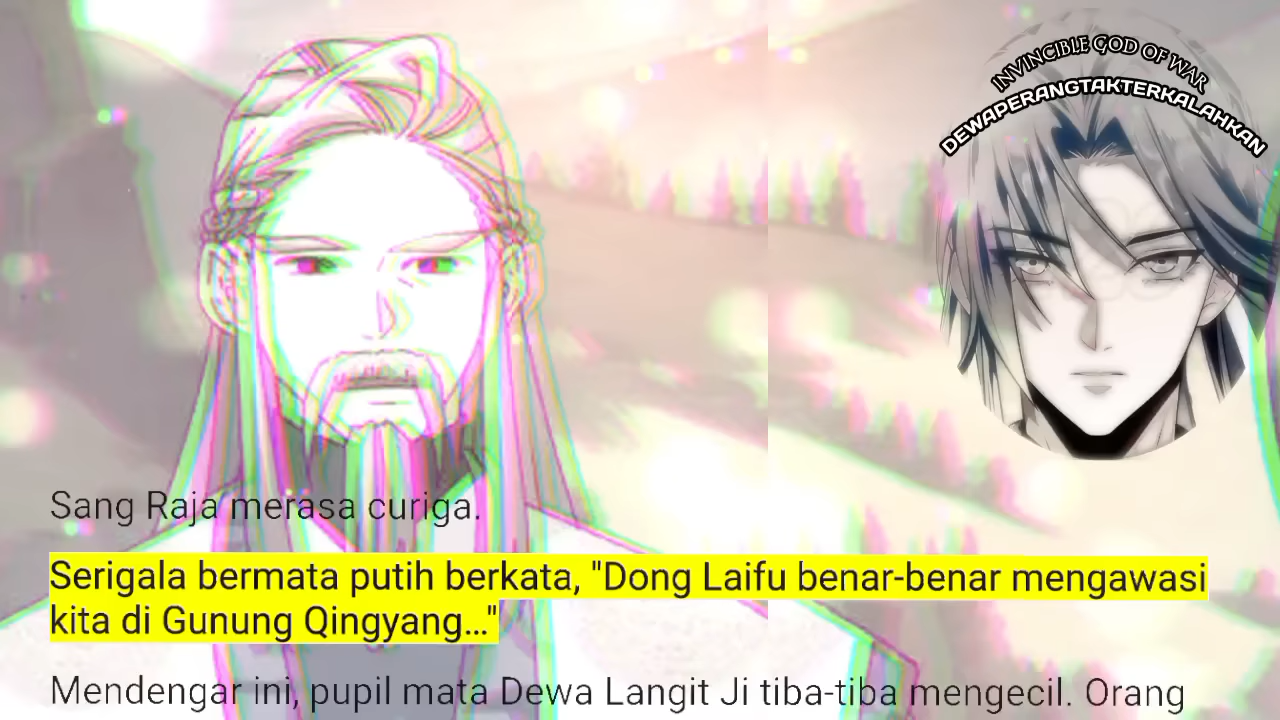 INVINCIBLE GOD OF WAR
DEWAPERANGTAKTERKALAHKAN
Sang Raja merasa curiga.
Serigala bermata putih berkata, "Dong Laifu benar-benar mengawasi
kita di Gunung Qingyang..."
Mendengar ini, pupil mata Dewa Langit Ji tiba-tiba mengecil. Orang